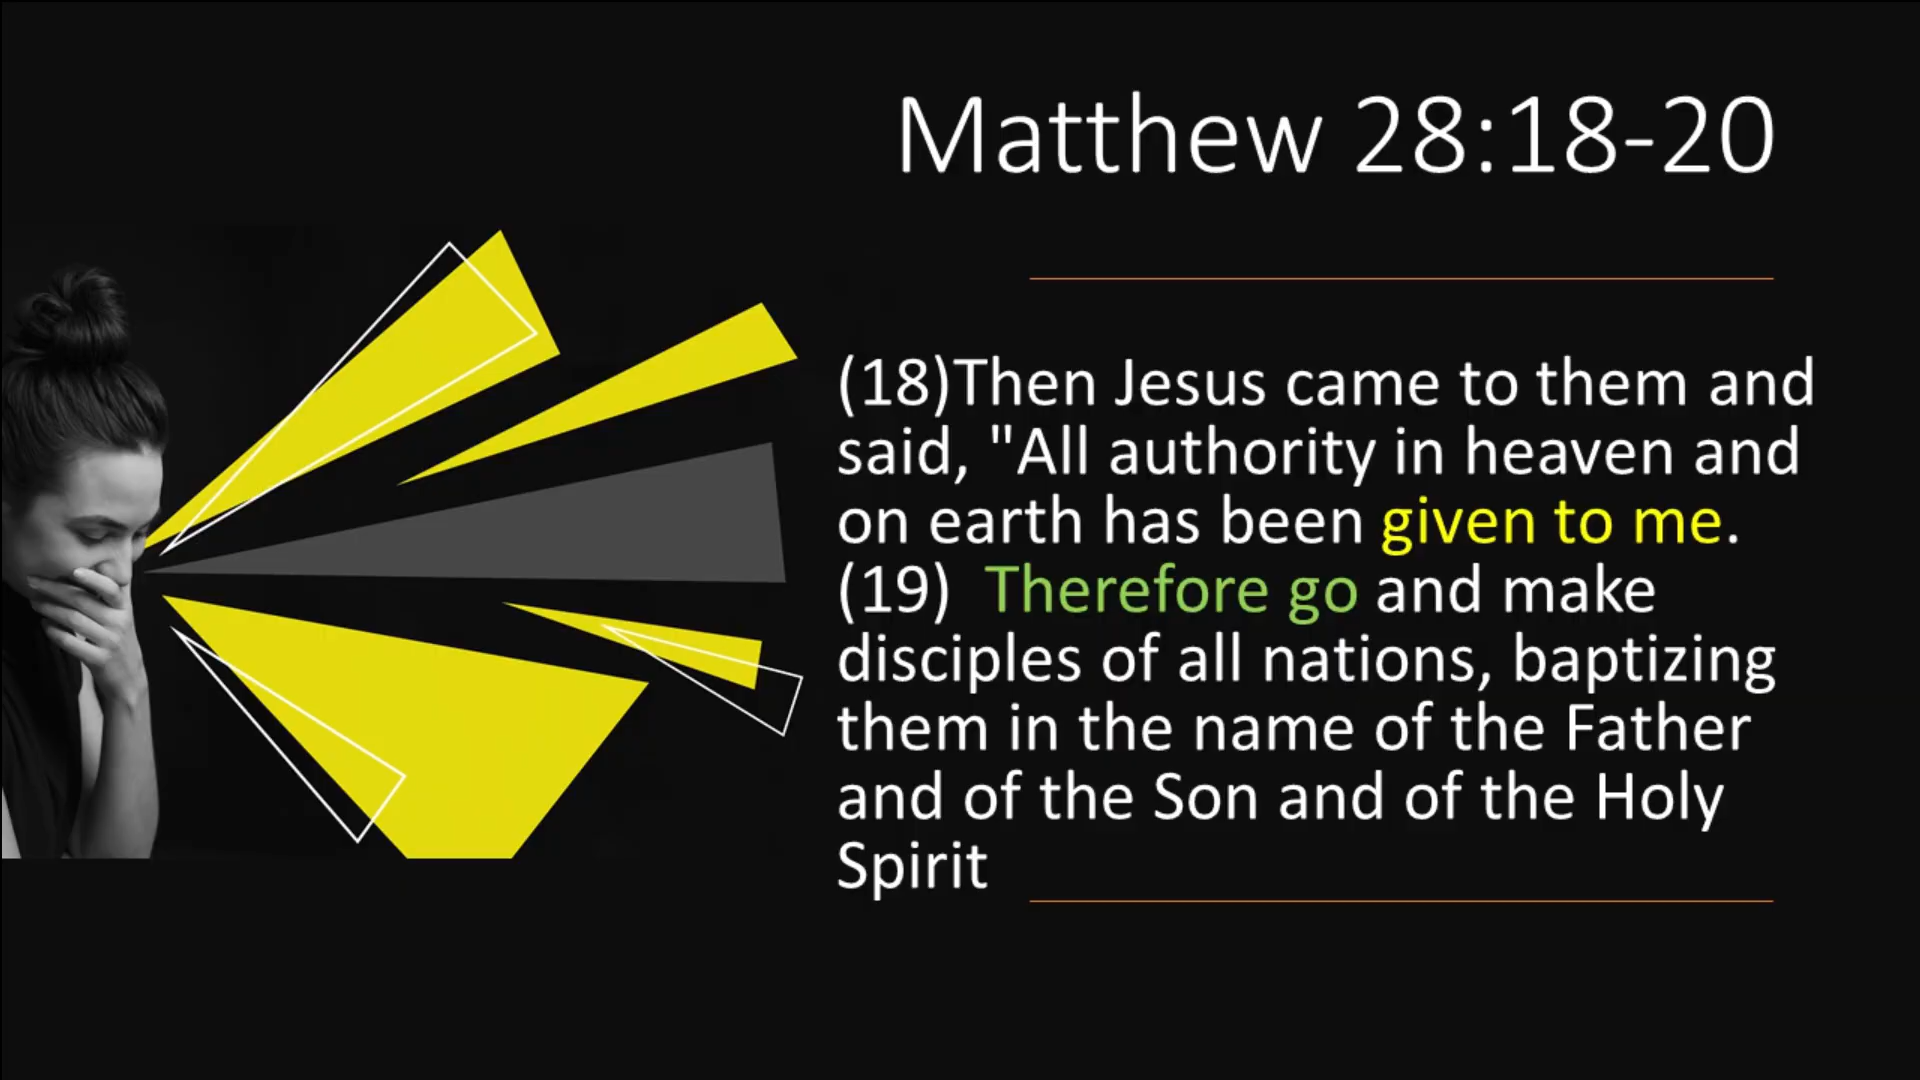 Matthew 28:18-20
(18)Then Jesus came to them and
said, "All authority in heaven and
on earth has been given to me.
(19)  Therefore go and make
disciples of all nations, baptizing
them in the name of the Father
and of the Son and of the Holy
Spirit